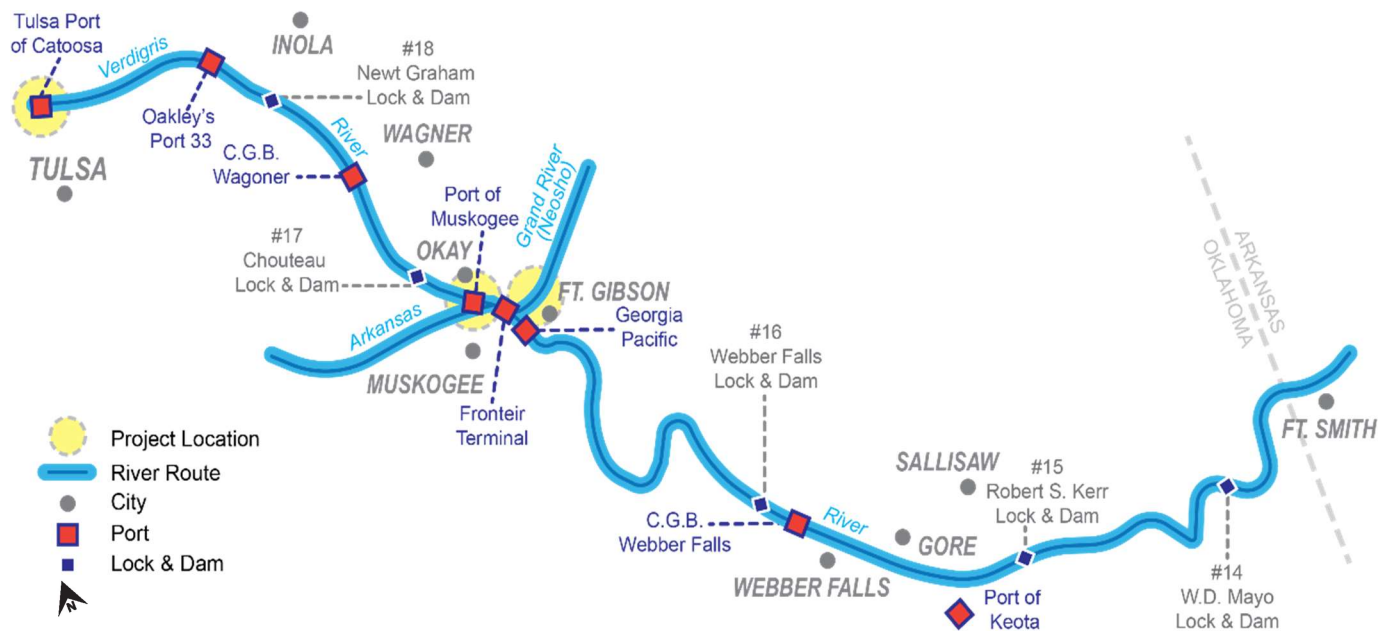 Tulsa Port
of Catoosa
Verdigris
INOLA
#18
Newt Graham
Lock & Dam
Oakley's
Port 33
River
WAGNER
C.G.B.
Wagoner
TULSA
Port of
Muskogee
Grand River
(Neosho)
#17
Chouteau
Lock & Dam
OKAY
FT. GIBSON
Georgia
Pacific
Arkansas
MUSKOGEE
Fronteir
Terminal
#16
Webber Falls
Lock & Dam
ARKANSAS
OKLAHOMA
FT. SMITH
SALLISAW
#15
Robert S. Kerr
Lock & Dam
C.G.B.
Webber Falls
River
GORE
WEBBER FALLS
Port of
Keota
#14
W.D. Mayo
Lock & Dam
Project Location
River Route
City
Port
Lock & Dam
N